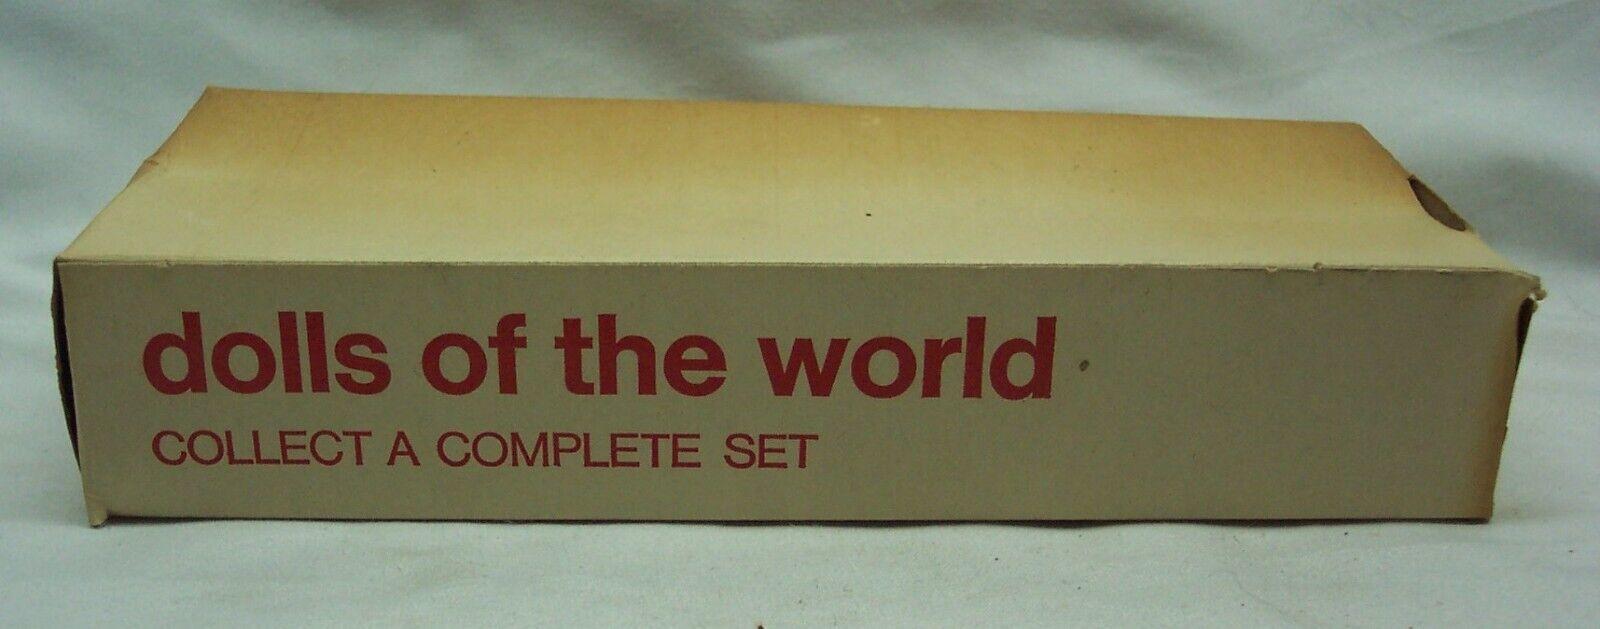 dolls of the world
COLLECT A COMPLETE SET